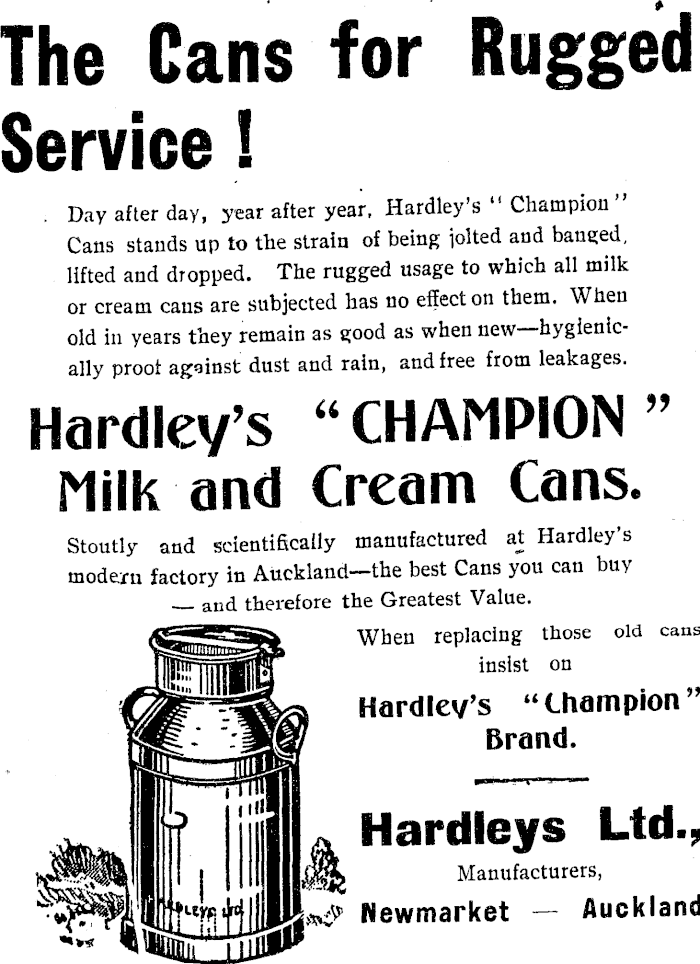 The Cans for Rugged
Service !
Day after day, year after year, Hardley's " Champion "
Cans stands up to the strain of being jolted and banged,
lifted and dropped. The rugged usage to which all milk
or cream cans are subjected has no effect on them. When
old in years they remain as good as when new—hygienic-
ally proof against dust and rain, and free from leakages.
Hardley's " CHAMPION "
Milk and Cream Cans.
Stoutly and scientifically manufactured at Hardley's
modern factory in Auckland—the best Cans you can buy
— and therefore the Greatest Value.
When replacing those old cans
insist on
Hardley's "Champion"
Brand.
Hardleys Ltd.,
Manufacturers,
Newmarket — Auckland
HARDLEYS LTD.